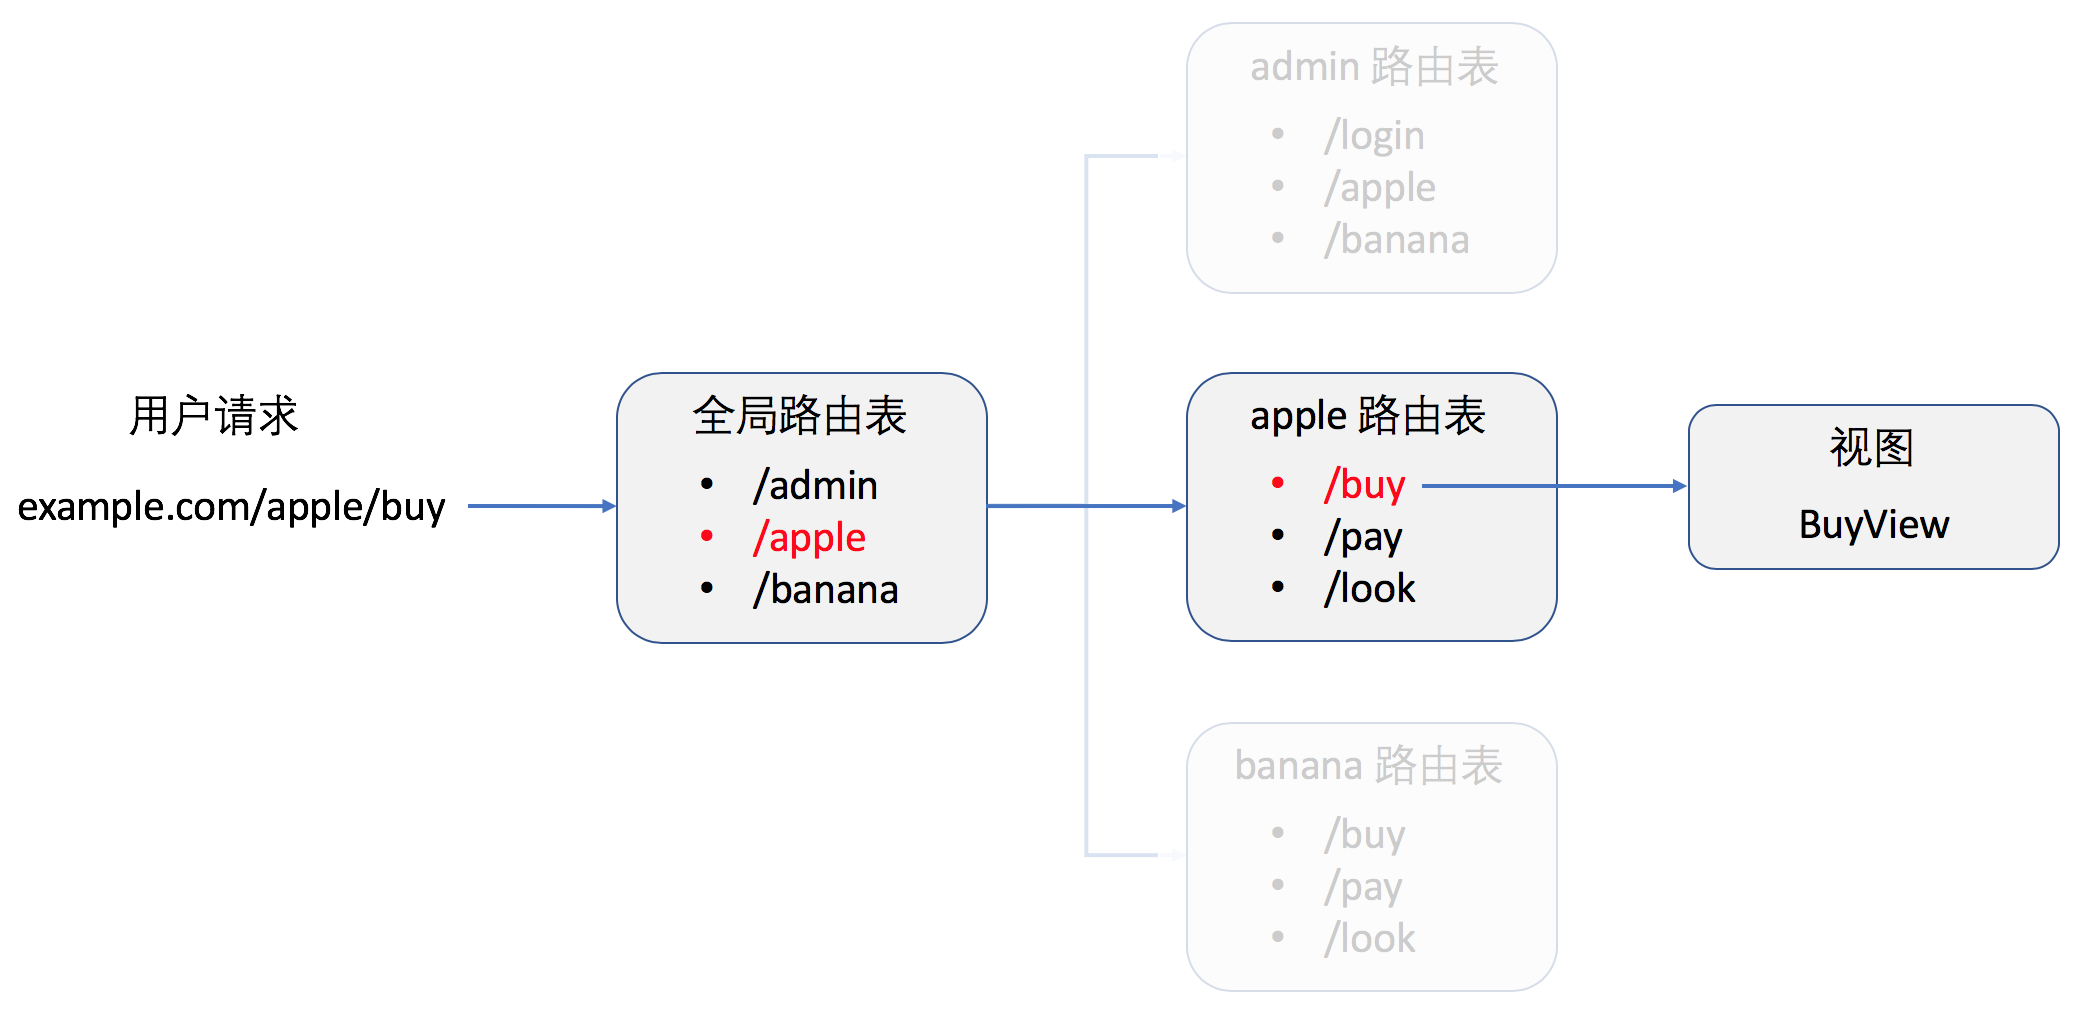 用户请求
example.com/apple/buy
全局路由表
• /admin
• /apple
• /banana
admin 路由表
• /login
• /apple
• /banana
apple 路由表
• /buy
• /pay
• /look
banana 路由表
• /buy
• /pay
• /look
视图
BuyView